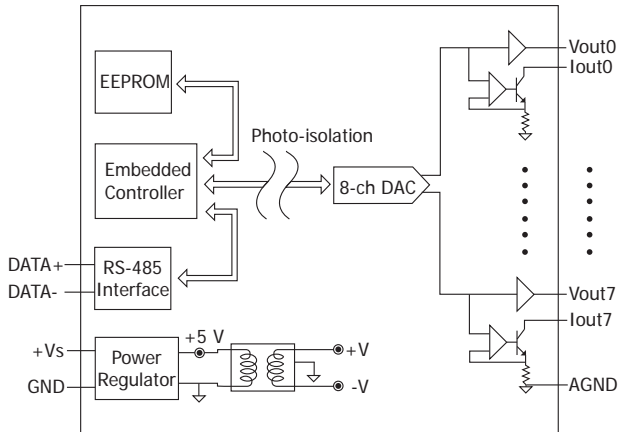 EEPROM
Photo-isolation
Embedded
Controller
8-ch DAC
Vout0
Iout0
DATA+
DATA-
RS-485
Interface
Vout7
Iout7
+Vs
GND
Power
Regulator
+5 V
+V
-V
AGND